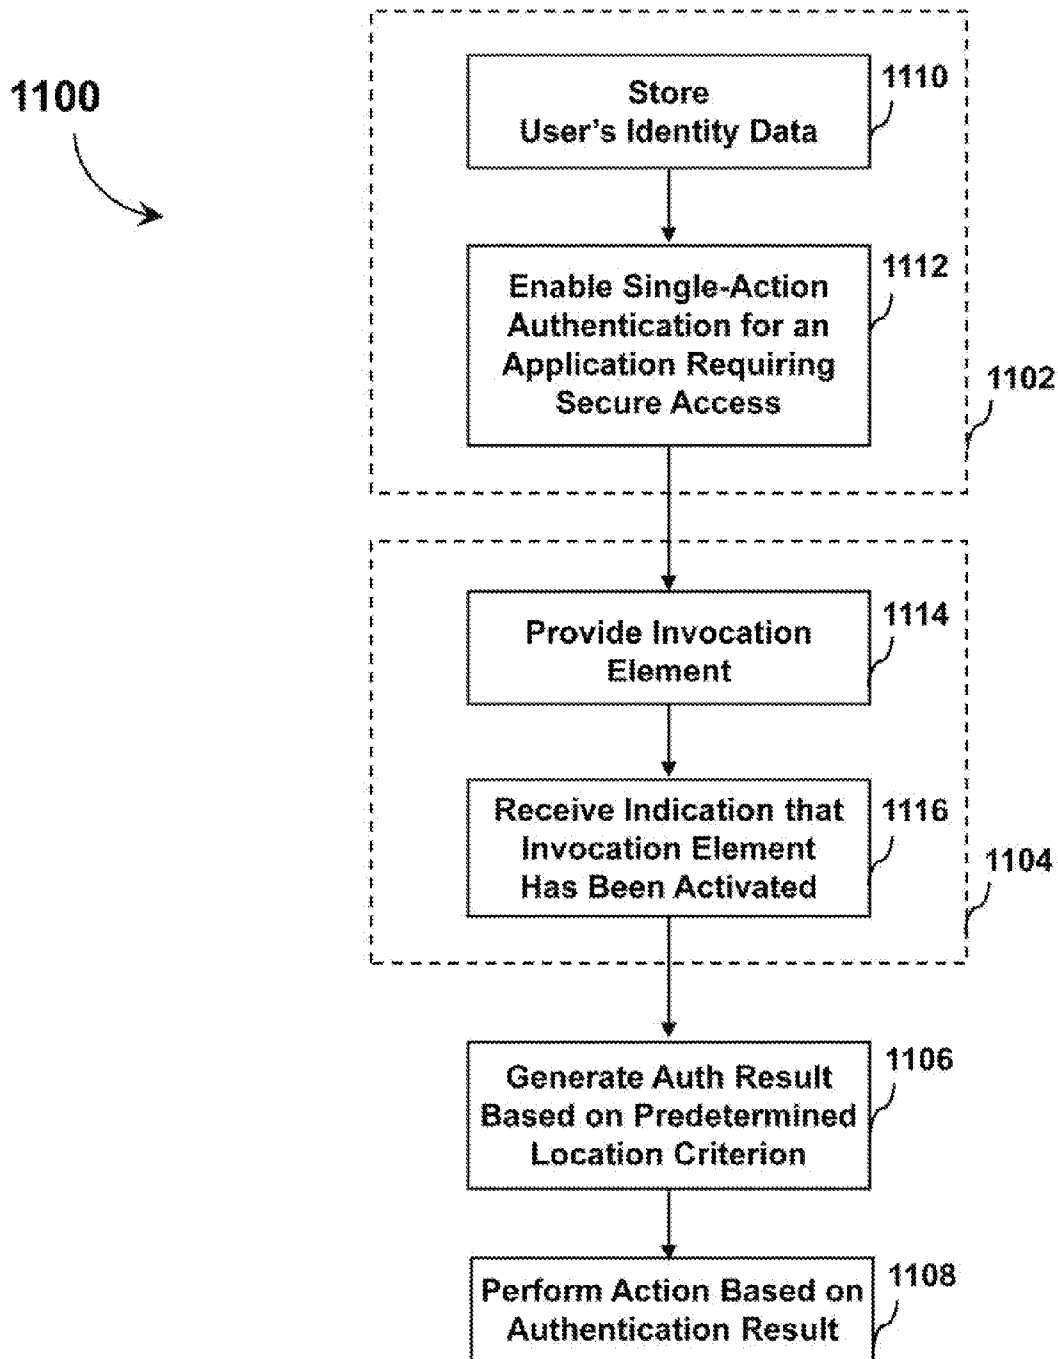 1100
1110
Store
User's Identity Data
1112
Enable Single-Action
Authentication for an
Application Requiring
Secure Access
1102
1114
Provide Invocation
Element
1116
Receive Indication that
Invocation Element
Has Been Activated
1104
1106
Generate Auth Result
Based on Predetermined
Location Criterion
1108
Perform Action Based on
Authentication Result